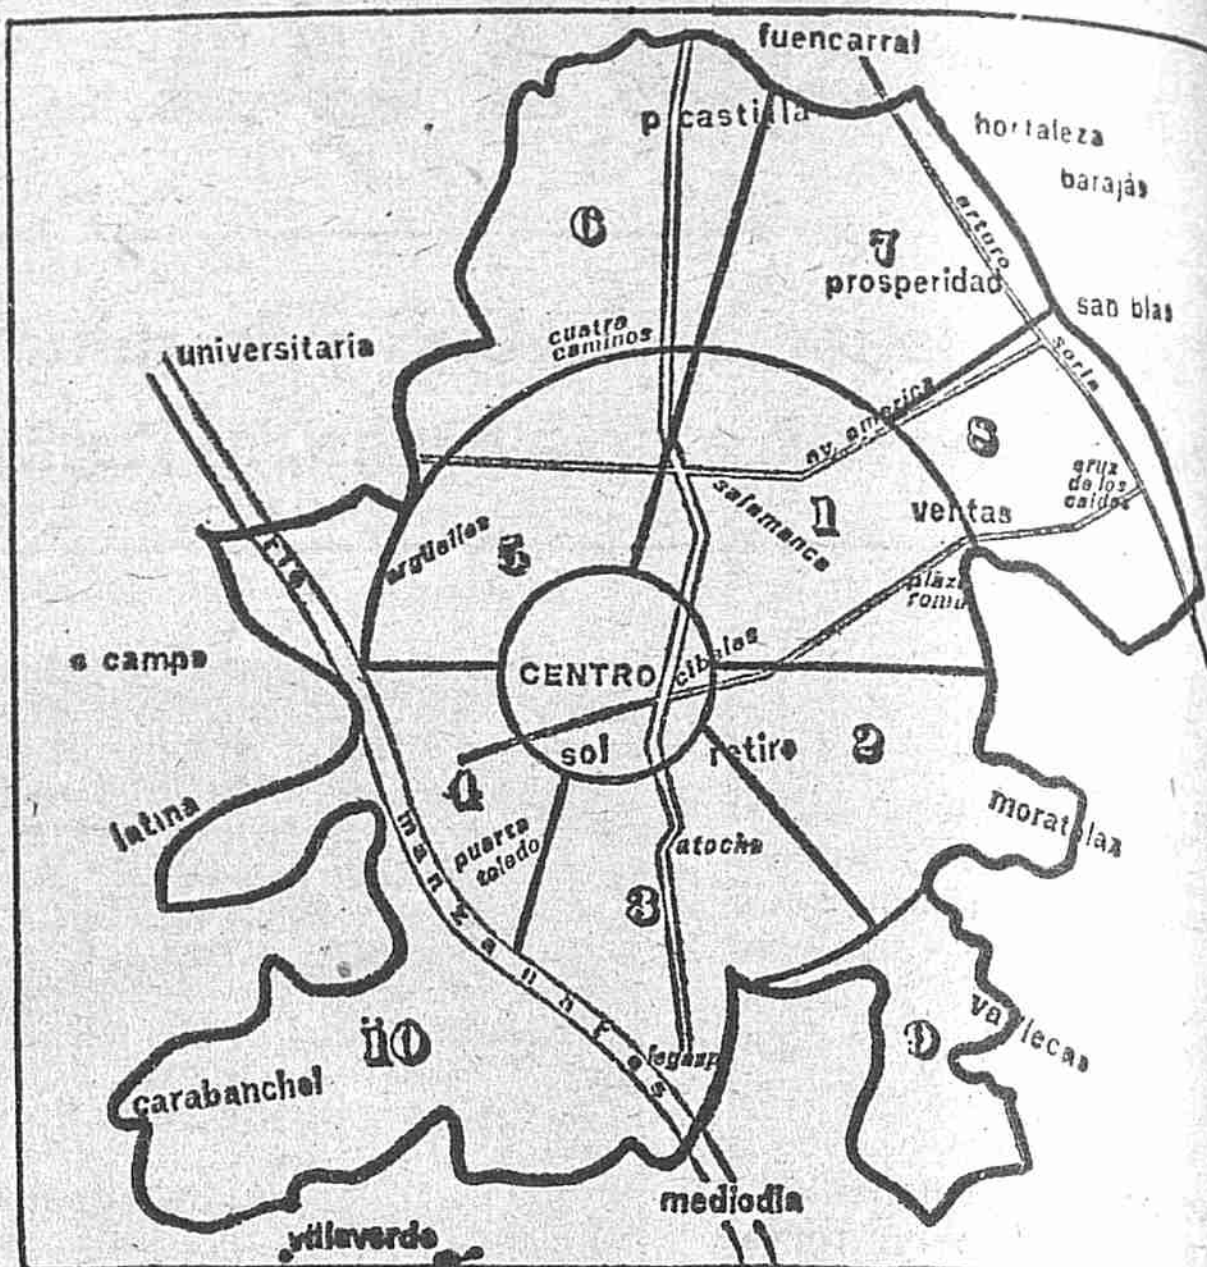 fuencarral
p castilla
hortaleza
barajas
6
7
arturo
prosperidad
san blas
cuatro
caminos
universitaria
soria
av. america
8
cruz
de los
caidos
salamanca
1
ventas
argüelles
5
rio
plaza
roma
c campo
CENTRO
cibeles
sol
retiro
2
4
latina
puerta
toledo
moratalaz
atocha
manzanares
3
vallecas
9
10
legazpi
carabanchel
mediodia
villaverde